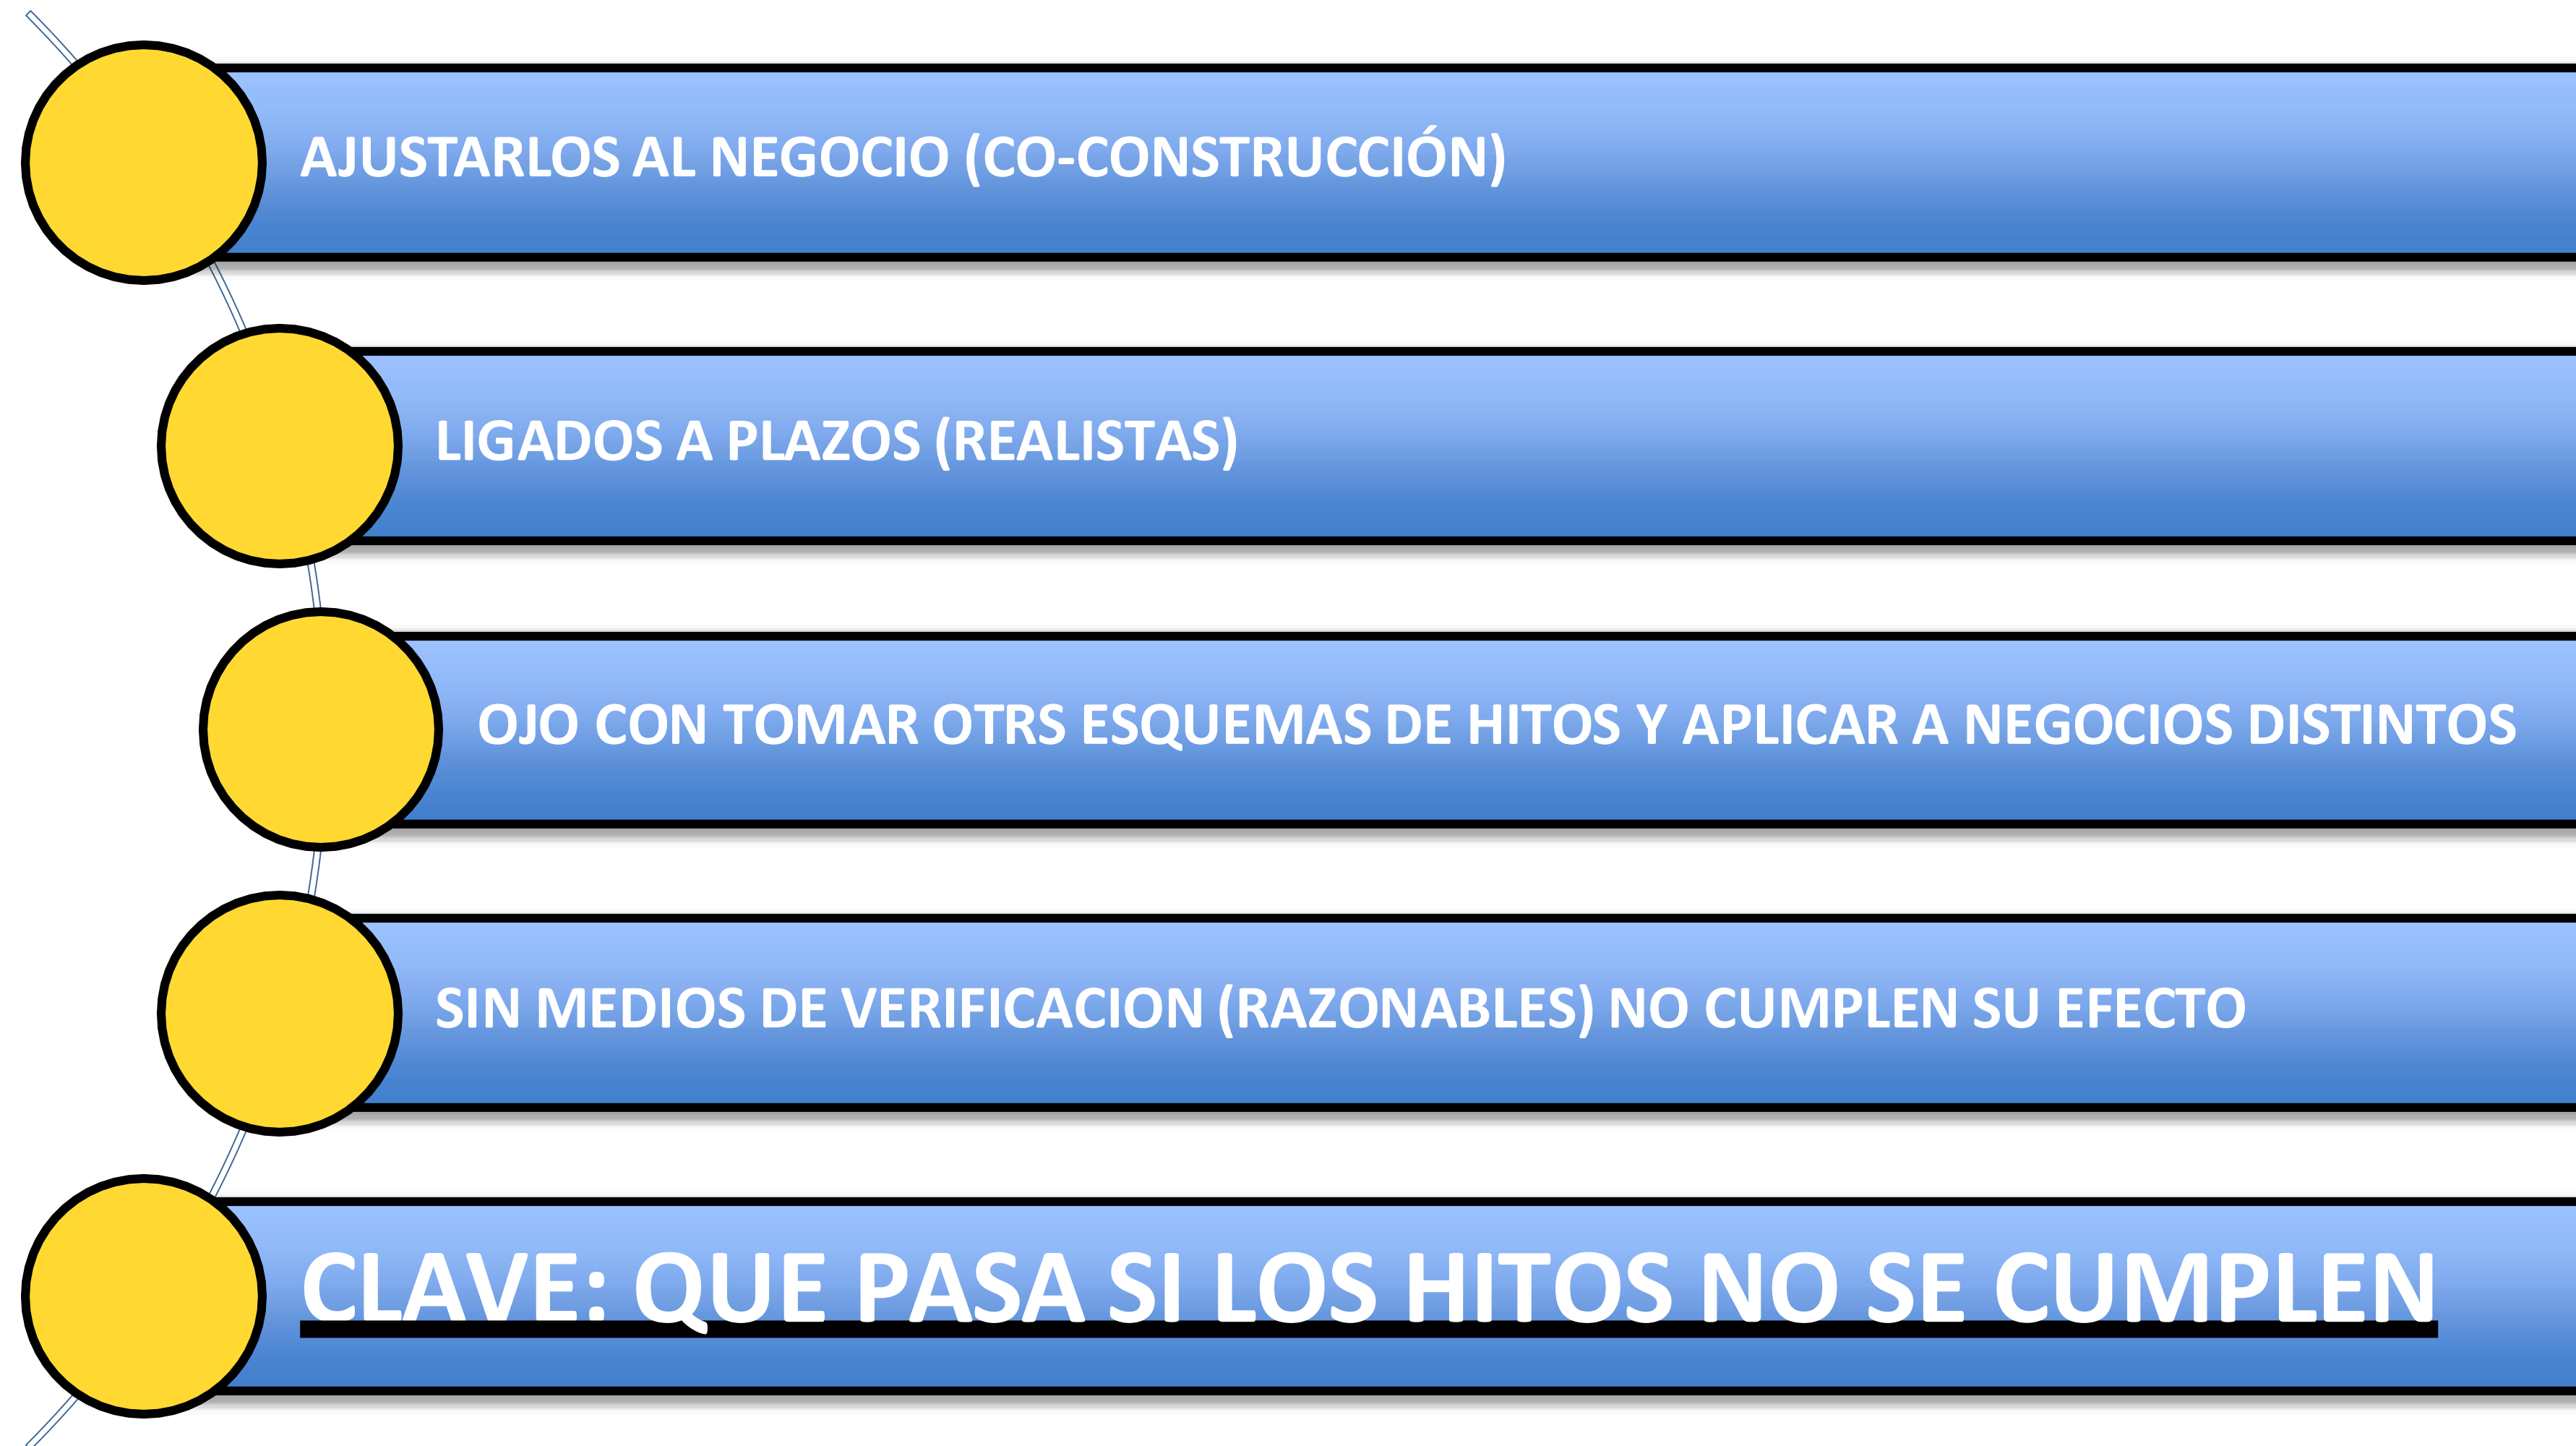 AJUSTARLOS AL NEGOCIO (CO-CONSTRUCCIÓN)
LIGADOS A PLAZOS (REALISTAS)
OJO CON TOMAR OTRS ESQUEMAS DE HITOS Y APLICAR A NEGOCIOS DISTINTOS
SIN MEDIOS DE VERIFICACION (RAZONABLES) NO CUMPLEN SU EFECTO
CLAVE: QUE PASA SI LOS HITOS NO SE CUMPLEN